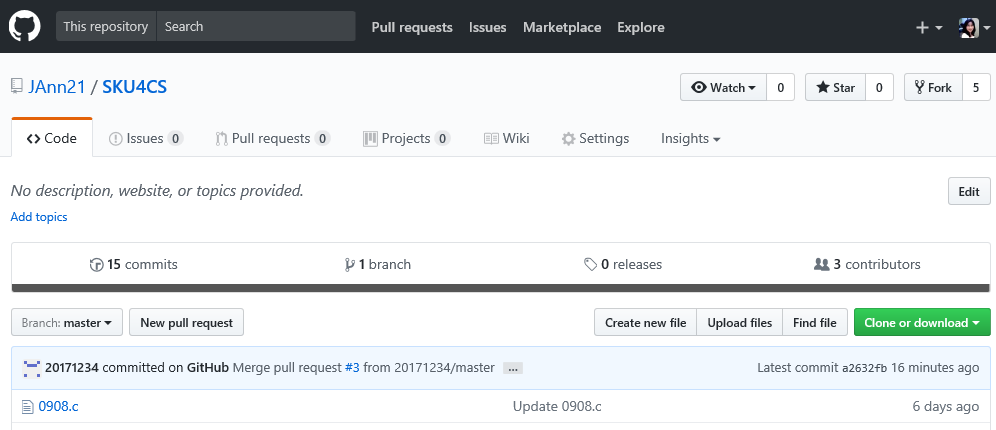 This repository Search Pull requests Issues Marketplace Explore
JAnn21 / SKU4CS Watch 0 Star 0 Fork 5
Code Issues 0 Pull requests 0 Projects 0 Wiki Settings Insights
No description, website, or topics provided. Edit
Add topics
15 commits 1 branch 0 releases 3 contributors
Branch: master New pull request Create new file Upload files Find file Clone or download
20171234 committed on GitHub Merge pull request #3 from 20171234/master ... Latest commit a2632fb 16 minutes ago
0908.c Update 0908.c 6 days ago